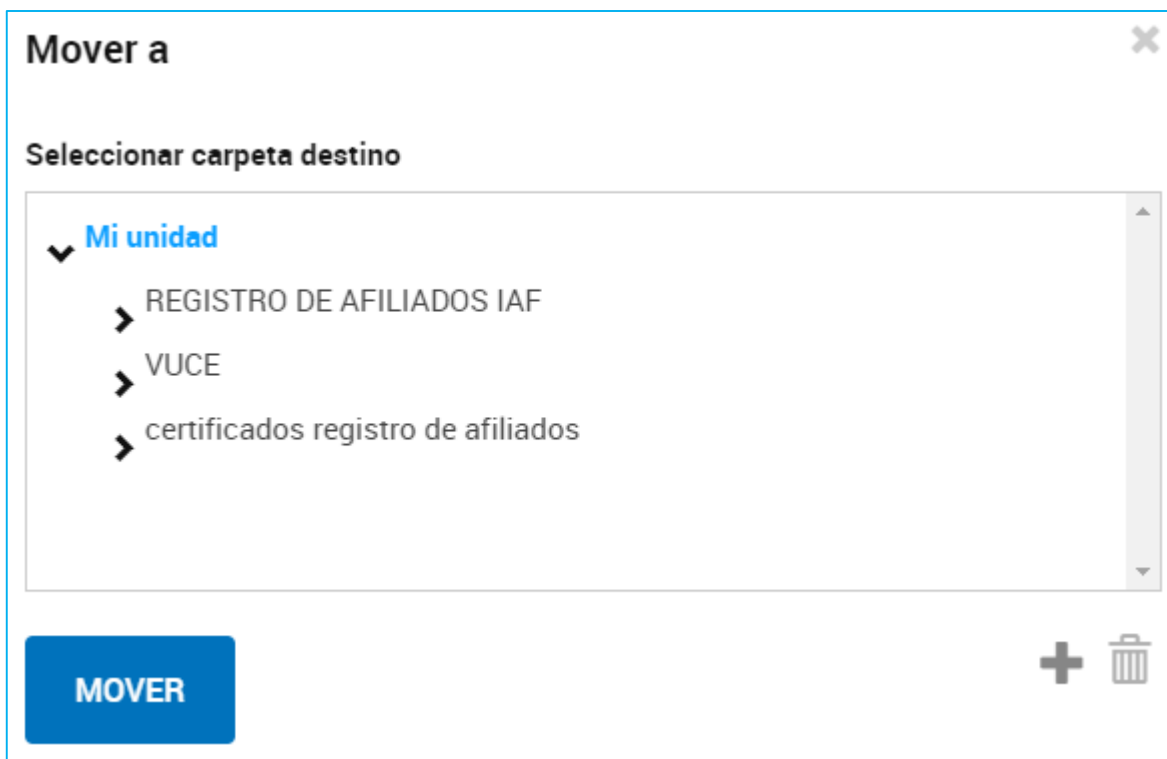 Mover a
Seleccionar carpeta destino
Mi unidad
REGISTRO DE AFILIADOS IAF
VUCE
certificados registro de afiliados
MOVER